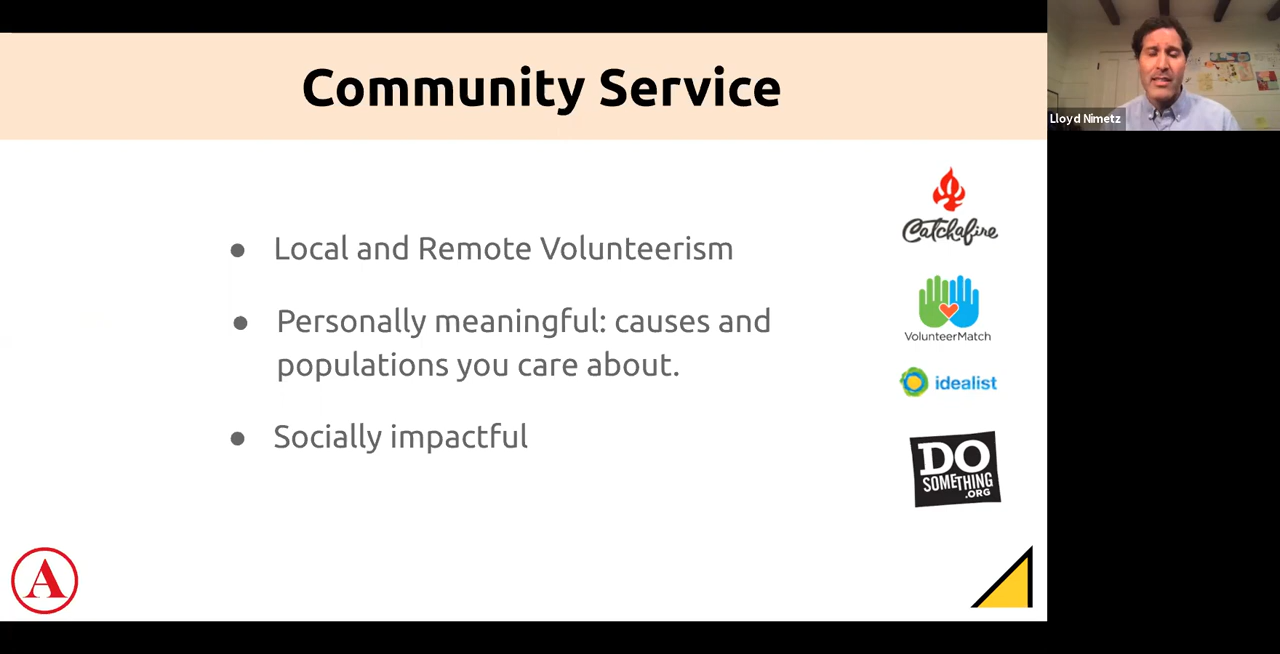 Community Service
Lloyd Nimetz
● Local and Remote Volunteerism
● Personally meaningful: causes and
populations you care about.
● Socially impactful
Catchafire
VolunteerMatch
idealist
DO
SOMETHING
.ORG
A